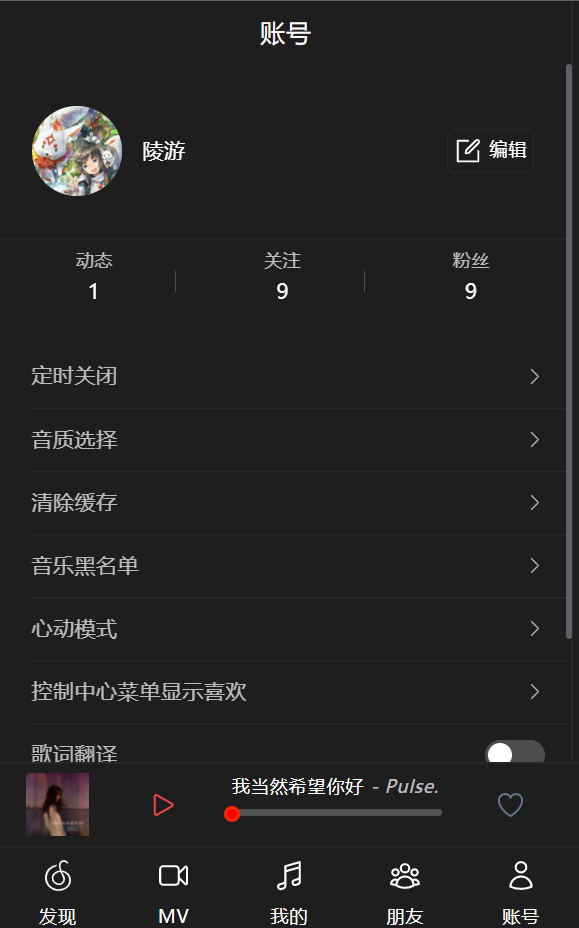 账号
陵游
编辑
动态 关注 粉丝
1 9 9
定时关闭
音质选择
清除缓存
音乐黑名单
心动模式
控制中心菜单显示喜欢
歌词翻译
我当然希望你好 - Pulse.
发现 MV 我的 朋友 账号